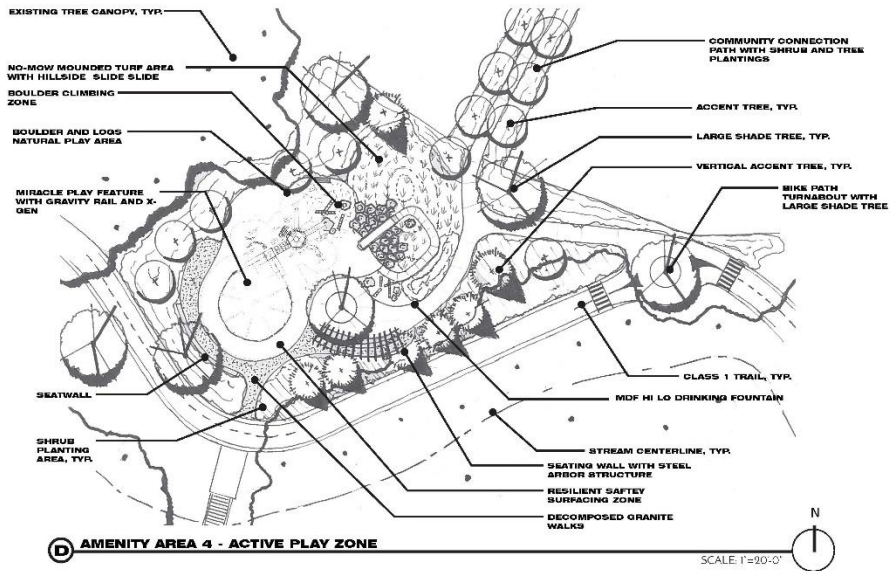 EXISTING TREE CANOPY, TYP.
NO-MOW MOUNDED TURF AREA
WITH HILLSIDE SLIDE SLIDE
BOULDER CLIMBING
ZONE
BOULDER AND LOGS
NATURAL PLAY AREA
MIRACLE PLAY FEATURE
WITH GRAVITY RAIL AND X-
GEN
SEATWALL
SHRUB
PLANTING
AREA, TYP.
COMMUNITY CONNECTION
PATH WITH SHRUB AND TREE
PLANTINGS
ACCENT TREE, TYP.
LARGE SHADE TREE, TYP.
VERTICAL ACCENT TREE, TYP.
BIKE PATH
TURNABOUT WITH
LARGE SHADE TREE
CLASS 1 TRAIL, TYP.
MDF HI LO DRINKING FOUNTAIN
STREAM CENTERLINE, TYP.
SEATING WALL WITH STEEL
ARBOR STRUCTURE
RESILIENT SAFTEY
SURFACING ZONE
DECOMPOSED GRANITE
WALKS
D AMENITY AREA 4 - ACTIVE PLAY ZONE
N
SCALE: 1"=20'-0"